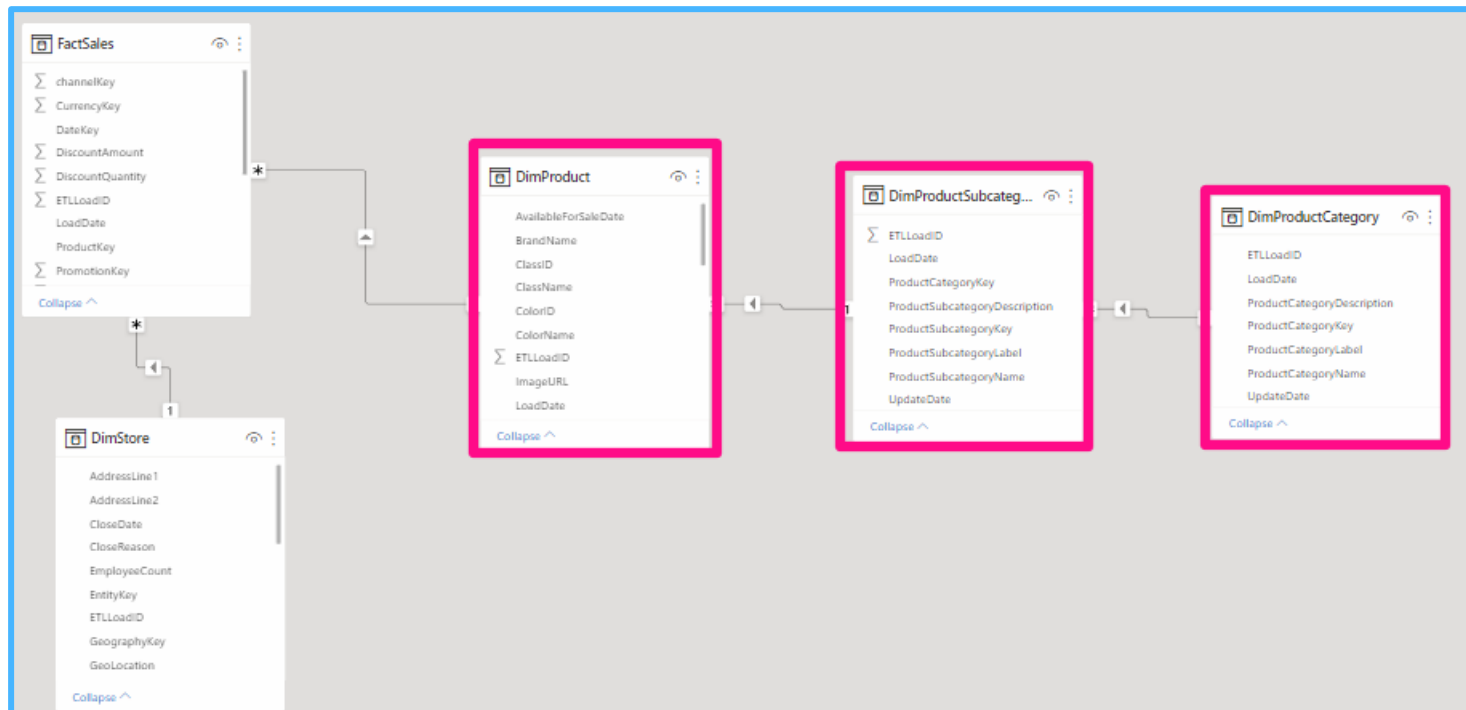 FactSales
channelKey
CurrencyKey
DateKey
DiscountAmount
DiscountQuantity
ETLLoadID
LoadDate
ProductKey
PromotionKey
Collapse
*
*
1
DimStore
AddressLine1
AddressLine2
CloseDate
CloseReason
EmployeeCount
EntityKey
ETLLoadID
GeographyKey
GeoLocation
Collapse
DimProduct
AvailableForSaleDate
BrandName
ClassID
ClassName
ColorID
ColorName
ETLLoadID
ImageURL
LoadDate
Collapse
1
DimProductSubcateg...
ETLLoadID
LoadDate
ProductCategoryKey
ProductSubcategoryDescription
ProductSubcategoryKey
ProductSubcategoryLabel
ProductSubcategoryName
UpdateDate
Collapse
DimProductCategory
ETLLoadID
LoadDate
ProductCategoryDescription
ProductCategoryKey
ProductCategoryLabel
ProductCategoryName
UpdateDate
Collapse